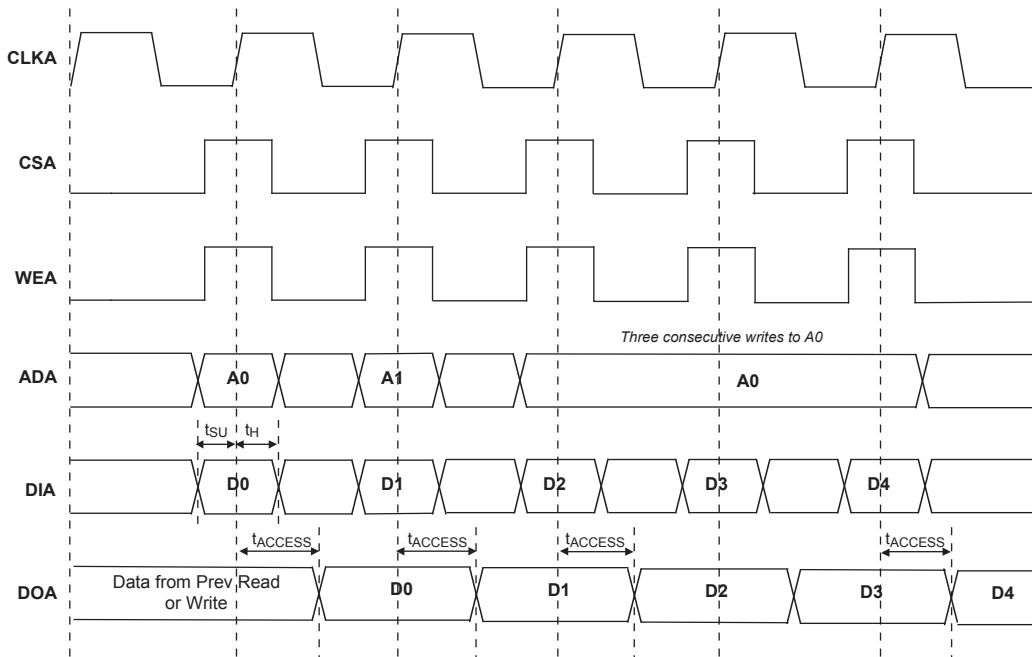 CLKA
CSA
WEA
Three consecutive writes to A0
ADA
A0
A1
A0
tSU
tH
DIA
D0
D1
D2
D3
D4
tACCESS
tACCESS
tACCESS
tACCESS
DOA
Data from Prev Read
or Write
D0
D1
D2
D3
D4